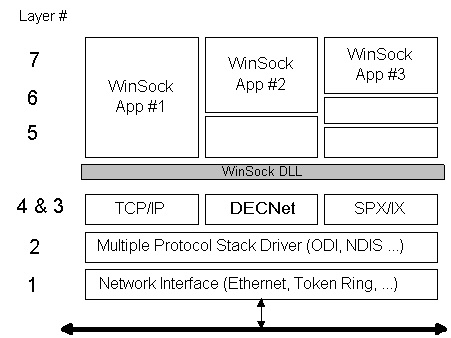 Layer #
7
6
5
4 & 3
2
1
WinSock
App #1
WinSock
App #2
WinSock
App #3
WinSock DLL
TCP/IP
DECNet
SPX/IX
Multiple Protocol Stack Driver (ODI, NDIS ...)
Network Interface (Ethernet, Token Ring, ...)